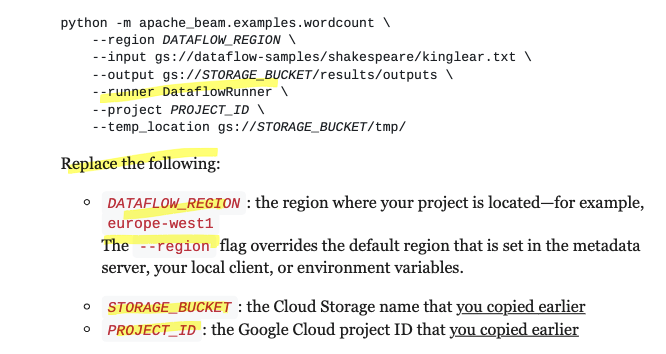 python -m apache_beam.examples.wordcount \
--region DATAFLOW_REGION \
--input gs://dataflow-samples/shakespeare/kinglear.txt \
--output gs://STORAGE_BUCKET/results/outputs \
--runner DataflowRunner \
--project PROJECT_ID \
--temp_location gs://STORAGE_BUCKET/tmp/
Replace the following:
DATAFLOW_REGION : the region where your project is located—for example,
europe-west1
The --region flag overrides the default region that is set in the metadata
server, your local client, or environment variables.
STORAGE_BUCKET : the Cloud Storage name that you copied earlier
PROJECT_ID : the Google Cloud project ID that you copied earlier